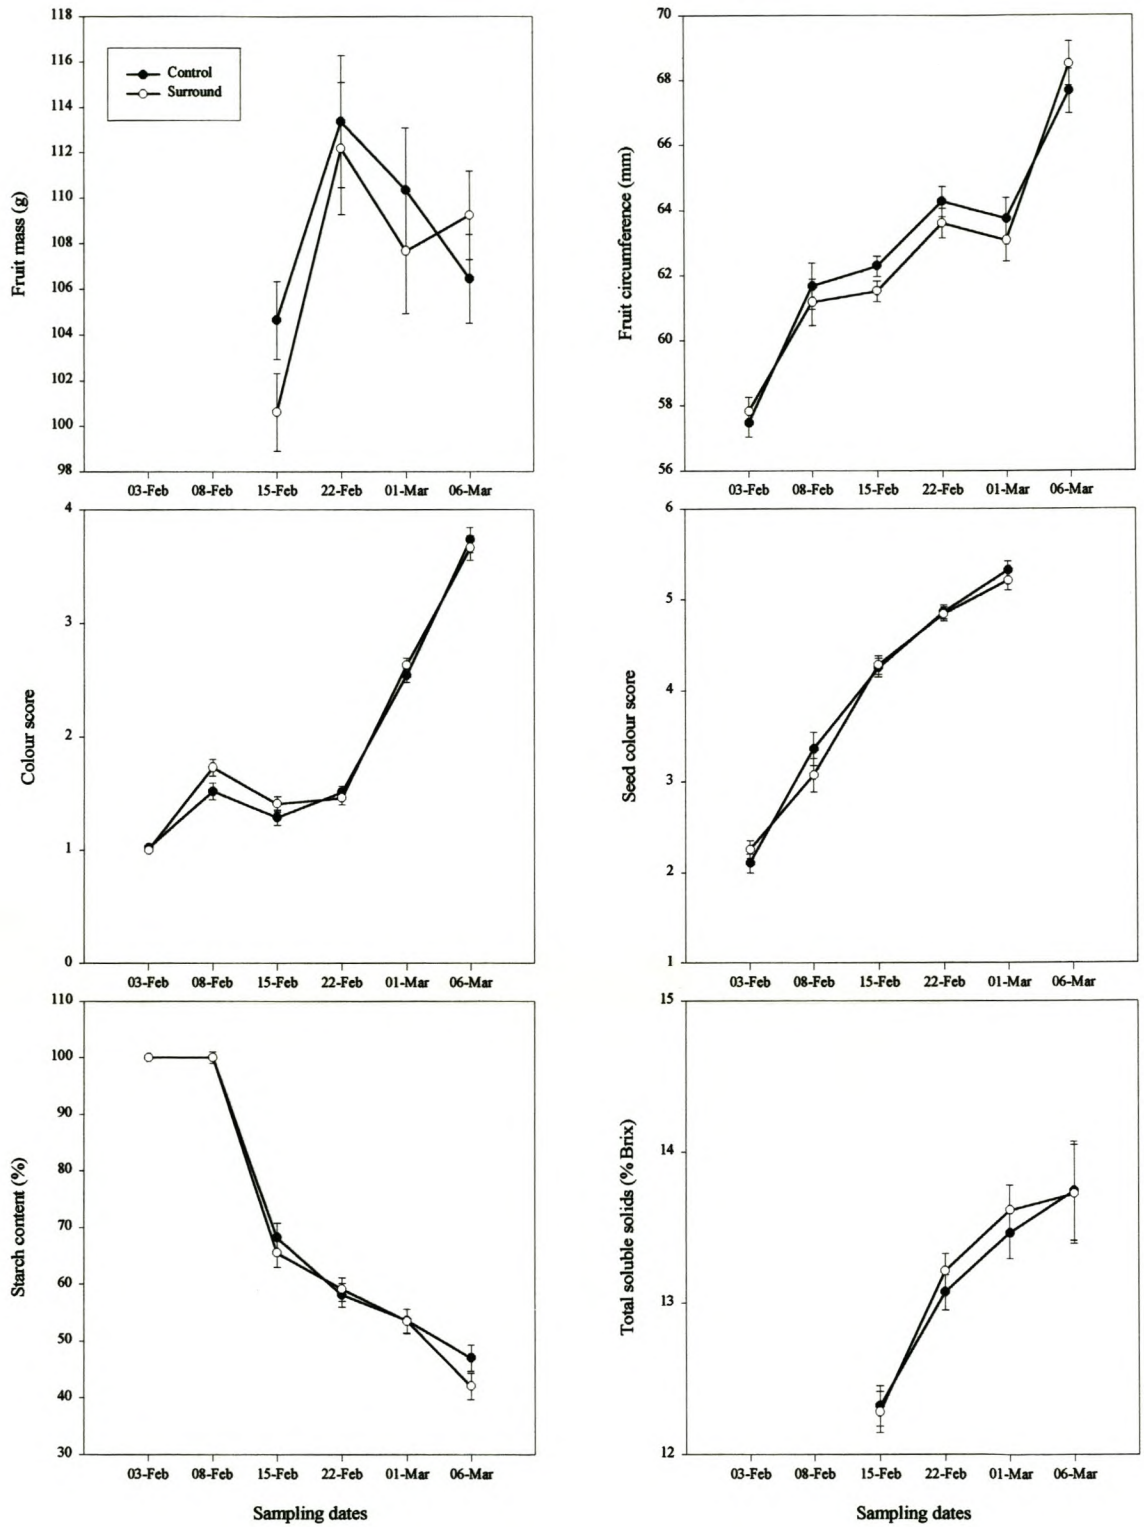 118
116
114
112
110
108
106
104
102
100
98
Fruit mass (g)
Control
Surround
03-Feb 08-Feb 15-Feb 22-Feb 01-Mar 06-Mar
70
68
66
64
62
60
58
56
Fruit circumference (mm)
03-Feb 08-Feb 15-Feb 22-Feb 01-Mar 06-Mar
4
3
2
1
0
Colour score
03-Feb 08-Feb 15-Feb 22-Feb 01-Mar 06-Mar
6
5
4
3
2
1
Seed colour score
03-Feb 08-Feb 15-Feb 22-Feb 01-Mar 06-Mar
110
100
90
80
70
60
50
40
30
Starch content (%)
03-Feb 08-Feb 15-Feb 22-Feb 01-Mar 06-Mar
Sampling dates
15
14
13
12
Total soluble solids (% Brix)
03-Feb 08-Feb 15-Feb 22-Feb 01-Mar 06-Mar
Sampling dates